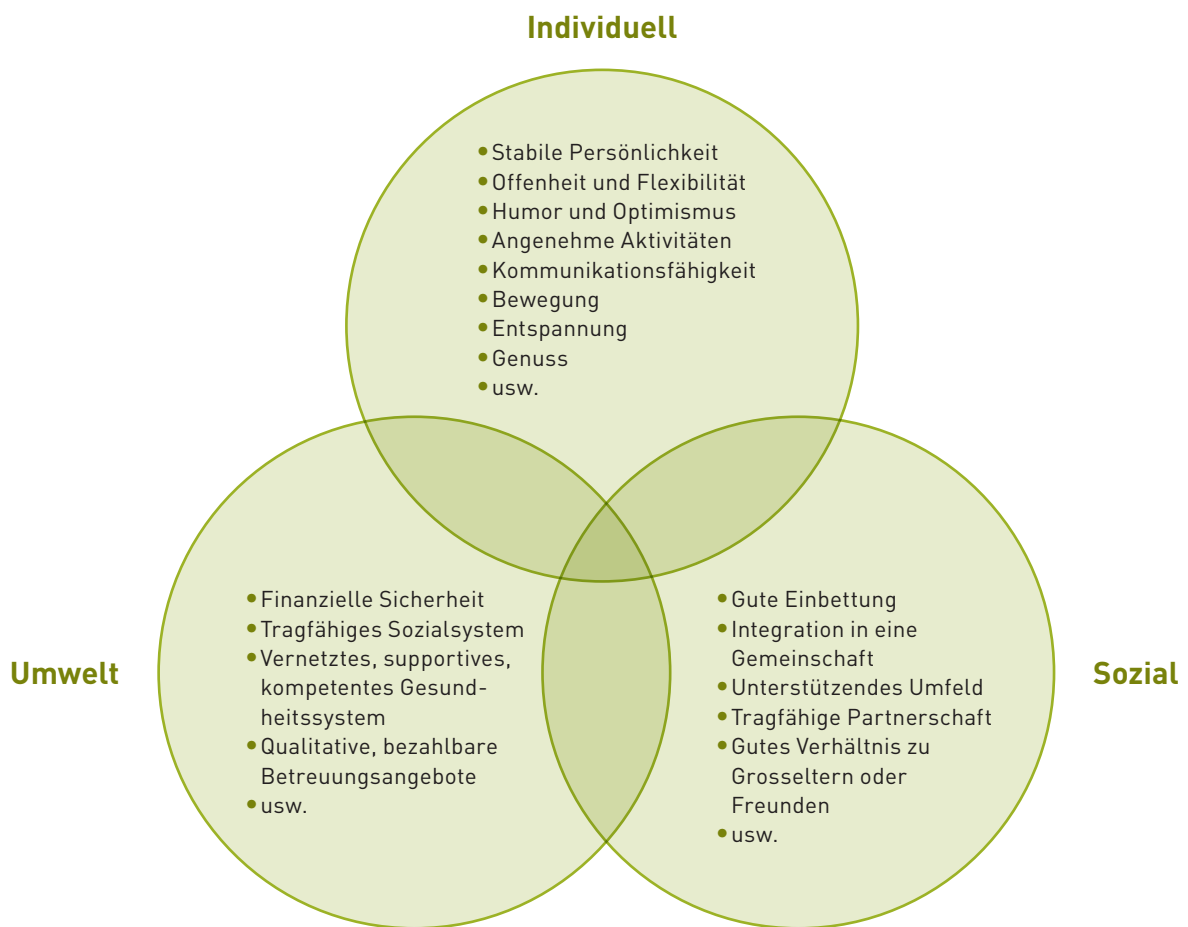 Individuell
• Stabile Persönlichkeit
• Offenheit und Flexibilität
• Humor und Optimismus
• Angenehme Aktivitäten
• Kommunikationsfähigkeit
• Bewegung
• Entspannung
• Genuss
• usw.
Umwelt
• Finanzielle Sicherheit
• Tragfähiges Sozialsystem
• Vernetztes, supportives,
kompetentes Gesund-
heitssystem
• Qualitative, bezahlbare
Betreuungsangebote
• usw.
Sozial
• Gute Einbettung
• Integration in eine
Gemeinschaft
• Unterstützendes Umfeld
• Tragfähige Partnerschaft
• Gutes Verhältnis zu
Grosseltern oder
Freunden
• usw.